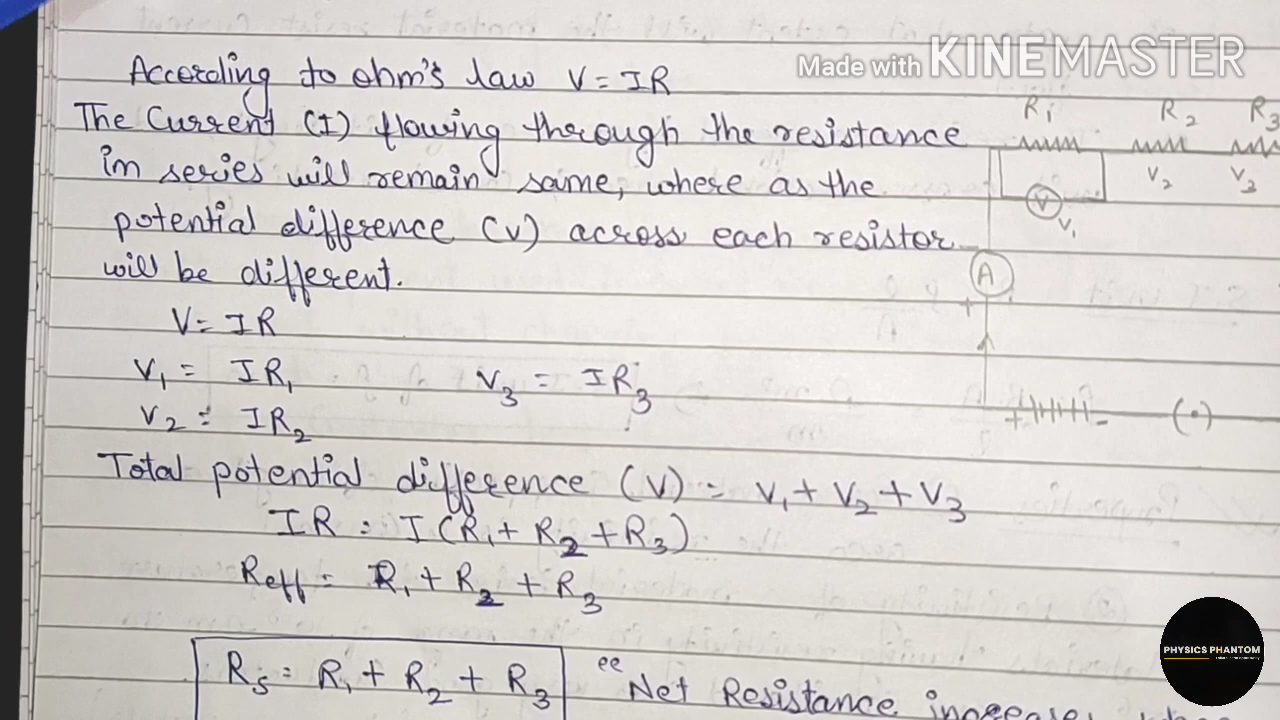 Made with KINEMASTER
According to ohm's law V = IR
The Current (I) flowing through the resistance
in series will remain same, where as the
potential difference (V) across each resistor
will be different.
V = IR
V1 = IR1 V3 = IR3
V2 = IR2
Total potential difference (V) = V1 + V2 + V3
IR = I (R1 + R2 + R3)
Reff = R1 + R2 + R3
Rs = R1 + R2 + R3 "Net Resistance increases
R1 R2 R3
V2 V3
V V1
A
+
+ - (•)
PHYSICS PHANTOM